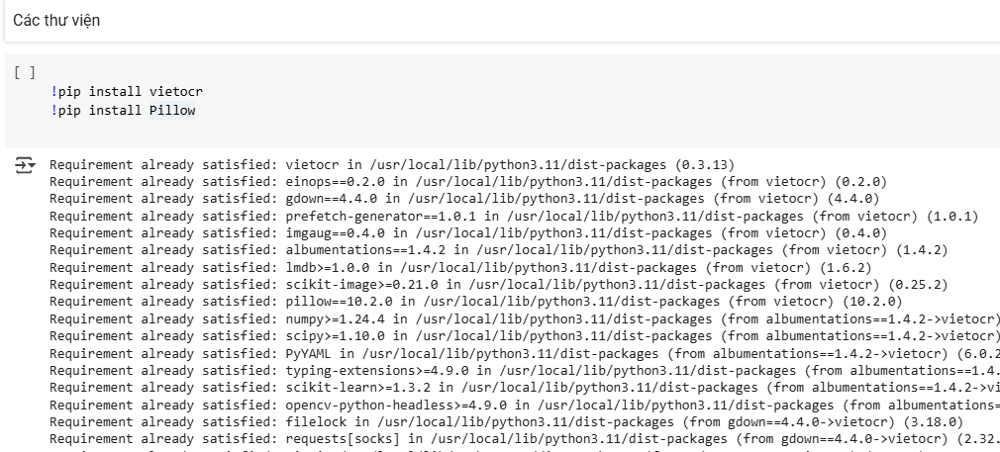 Các thư viện
[ ]
!pip install vietocr
!pip install Pillow
Requirement already satisfied: vietocr in /usr/local/lib/python3.11/dist-packages (0.3.13)
Requirement already satisfied: einops==0.2.0 in /usr/local/lib/python3.11/dist-packages (from vietocr) (0.2.0)
Requirement already satisfied: gdown==4.4.0 in /usr/local/lib/python3.11/dist-packages (from vietocr) (4.4.0)
Requirement already satisfied: prefetch-generator==1.0.1 in /usr/local/lib/python3.11/dist-packages (from vietocr) (1.0.1)
Requirement already satisfied: imgaug==0.4.0 in /usr/local/lib/python3.11/dist-packages (from vietocr) (0.4.0)
Requirement already satisfied: albumentations==1.4.2 in /usr/local/lib/python3.11/dist-packages (from vietocr) (1.4.2)
Requirement already satisfied: lmdb>=1.0.0 in /usr/local/lib/python3.11/dist-packages (from vietocr) (1.6.2)
Requirement already satisfied: scikit-image>=0.21.0 in /usr/local/lib/python3.11/dist-packages (from vietocr) (0.25.2)
Requirement already satisfied: pillow==10.2.0 in /usr/local/lib/python3.11/dist-packages (from vietocr) (10.2.0)
Requirement already satisfied: numpy>=1.24.4 in /usr/local/lib/python3.11/dist-packages (from albumentations==1.4.2->vietocr)
Requirement already satisfied: scipy>=1.10.0 in /usr/local/lib/python3.11/dist-packages (from albumentations==1.4.2->vietocr)
Requirement already satisfied: PyYAML in /usr/local/lib/python3.11/dist-packages (from albumentations==1.4.2->vietocr) (6.0.2
Requirement already satisfied: typing-extensions>=4.9.0 in /usr/local/lib/python3.11/dist-packages (from albumentations==1.4.
Requirement already satisfied: scikit-learn>=1.3.2 in /usr/local/lib/python3.11/dist-packages (from albumentations==1.4.2->vi
Requirement already satisfied: opencv-python-headless>=4.9.0 in /usr/local/lib/python3.11/dist-packages (from albumentations=
Requirement already satisfied: filelock in /usr/local/lib/python3.11/dist-packages (from gdown==4.4.0->vietocr) (3.18.0)
Requirement already satisfied: requests[socks] in /usr/local/lib/python3.11/dist-packages (from gdown==4.4.0->vietocr) (2.32.